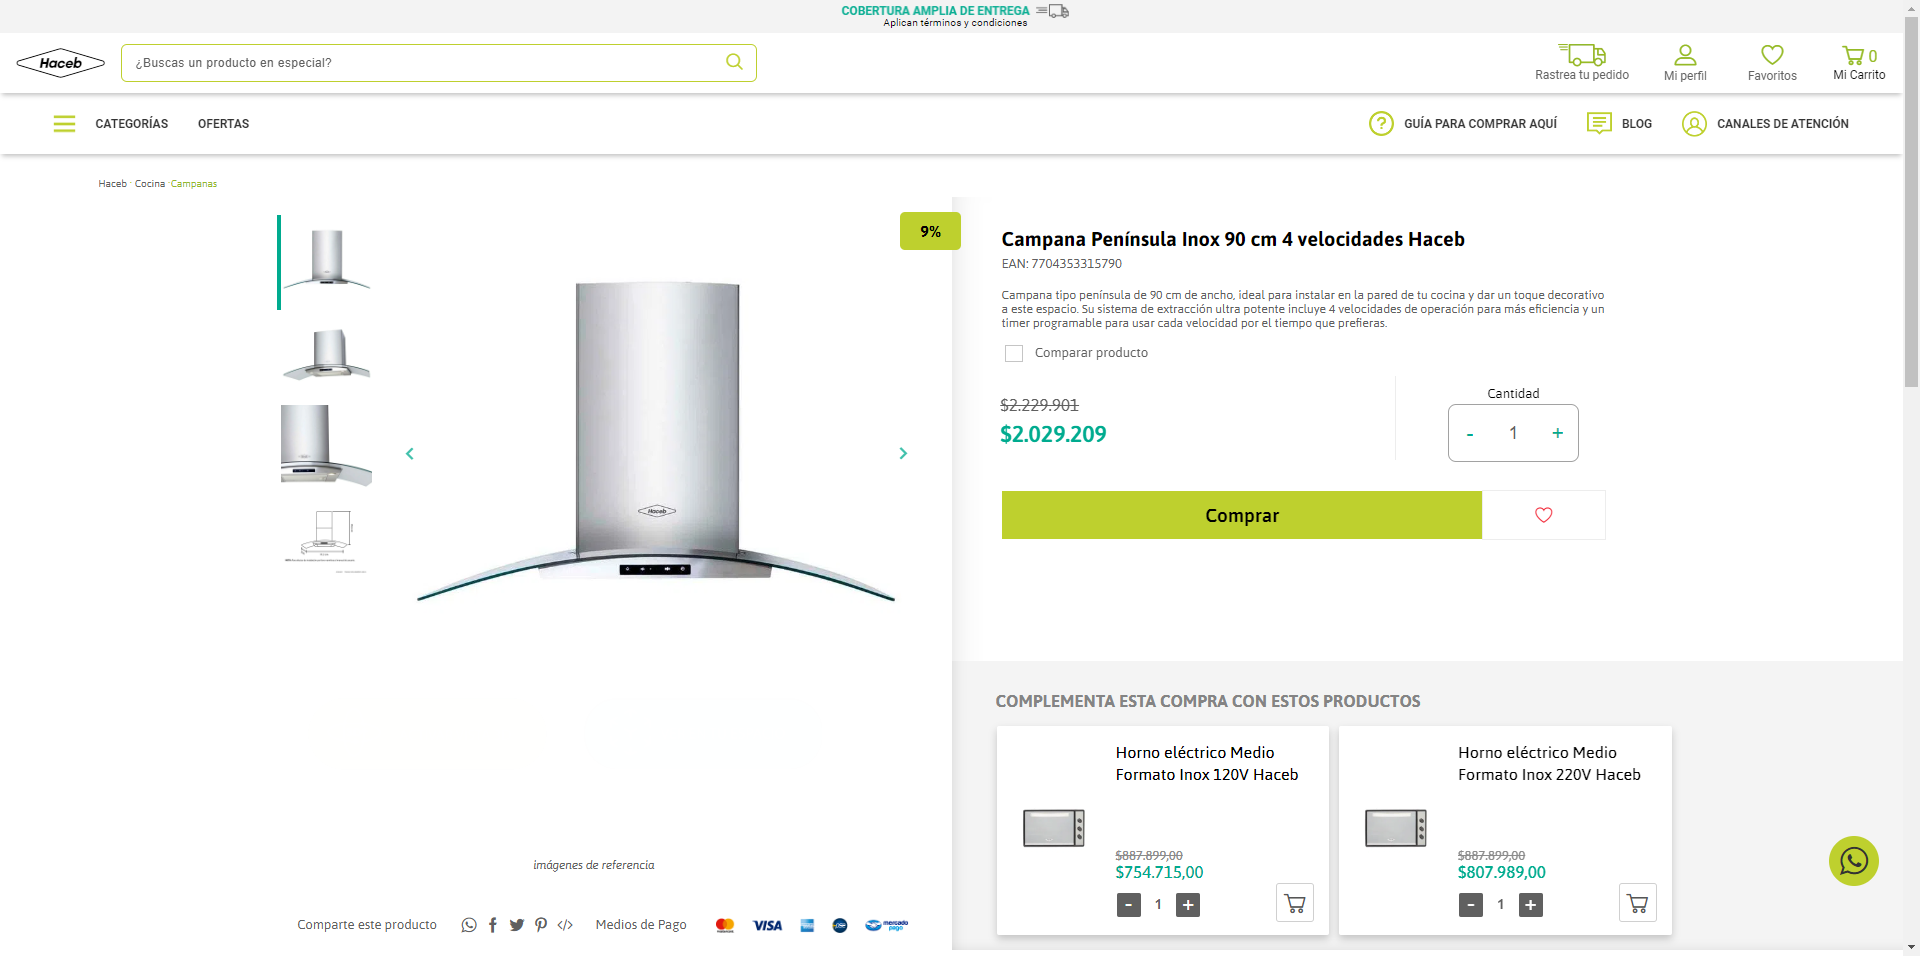 COBERTURA AMPLIA DE ENTREGA
Aplican términos y condiciones
Haceb
¿Buscas un producto en especial?
Rastrea tu pedido
Mi perfil
Favoritos
0
Mi Carrito
CATEGORÍAS
OFERTAS
GUÍA PARA COMPRAR AQUÍ
BLOG
CANALES DE ATENCIÓN
Haceb · Cocina · Campanas
9%
Haceb
Campana Península Inox 90 cm 4 velocidades Haceb
EAN: 7704353315790
Campana tipo península de 90 cm de ancho, ideal para instalar en la pared de tu cocina y dar un toque decorativo
a este espacio. Su sistema de extracción ultra potente incluye 4 velocidades de operación para más eficiencia y un
timer programable para usar cada velocidad por el tiempo que prefieras.
Comparar producto
$2.229.901
$2.029.209
Cantidad
- 1 +
Comprar
COMPLEMENTA ESTA COMPRA CON ESTOS PRODUCTOS
Horno eléctrico Medio
Formato Inox 120V Haceb
$887.899,00
$754.715,00
- 1 +
Horno eléctrico Medio
Formato Inox 220V Haceb
$887.899,00
$807.989,00
- 1 +
imágenes de referencia
Comparte este producto
Medios de Pago
VISA
mercado
pago